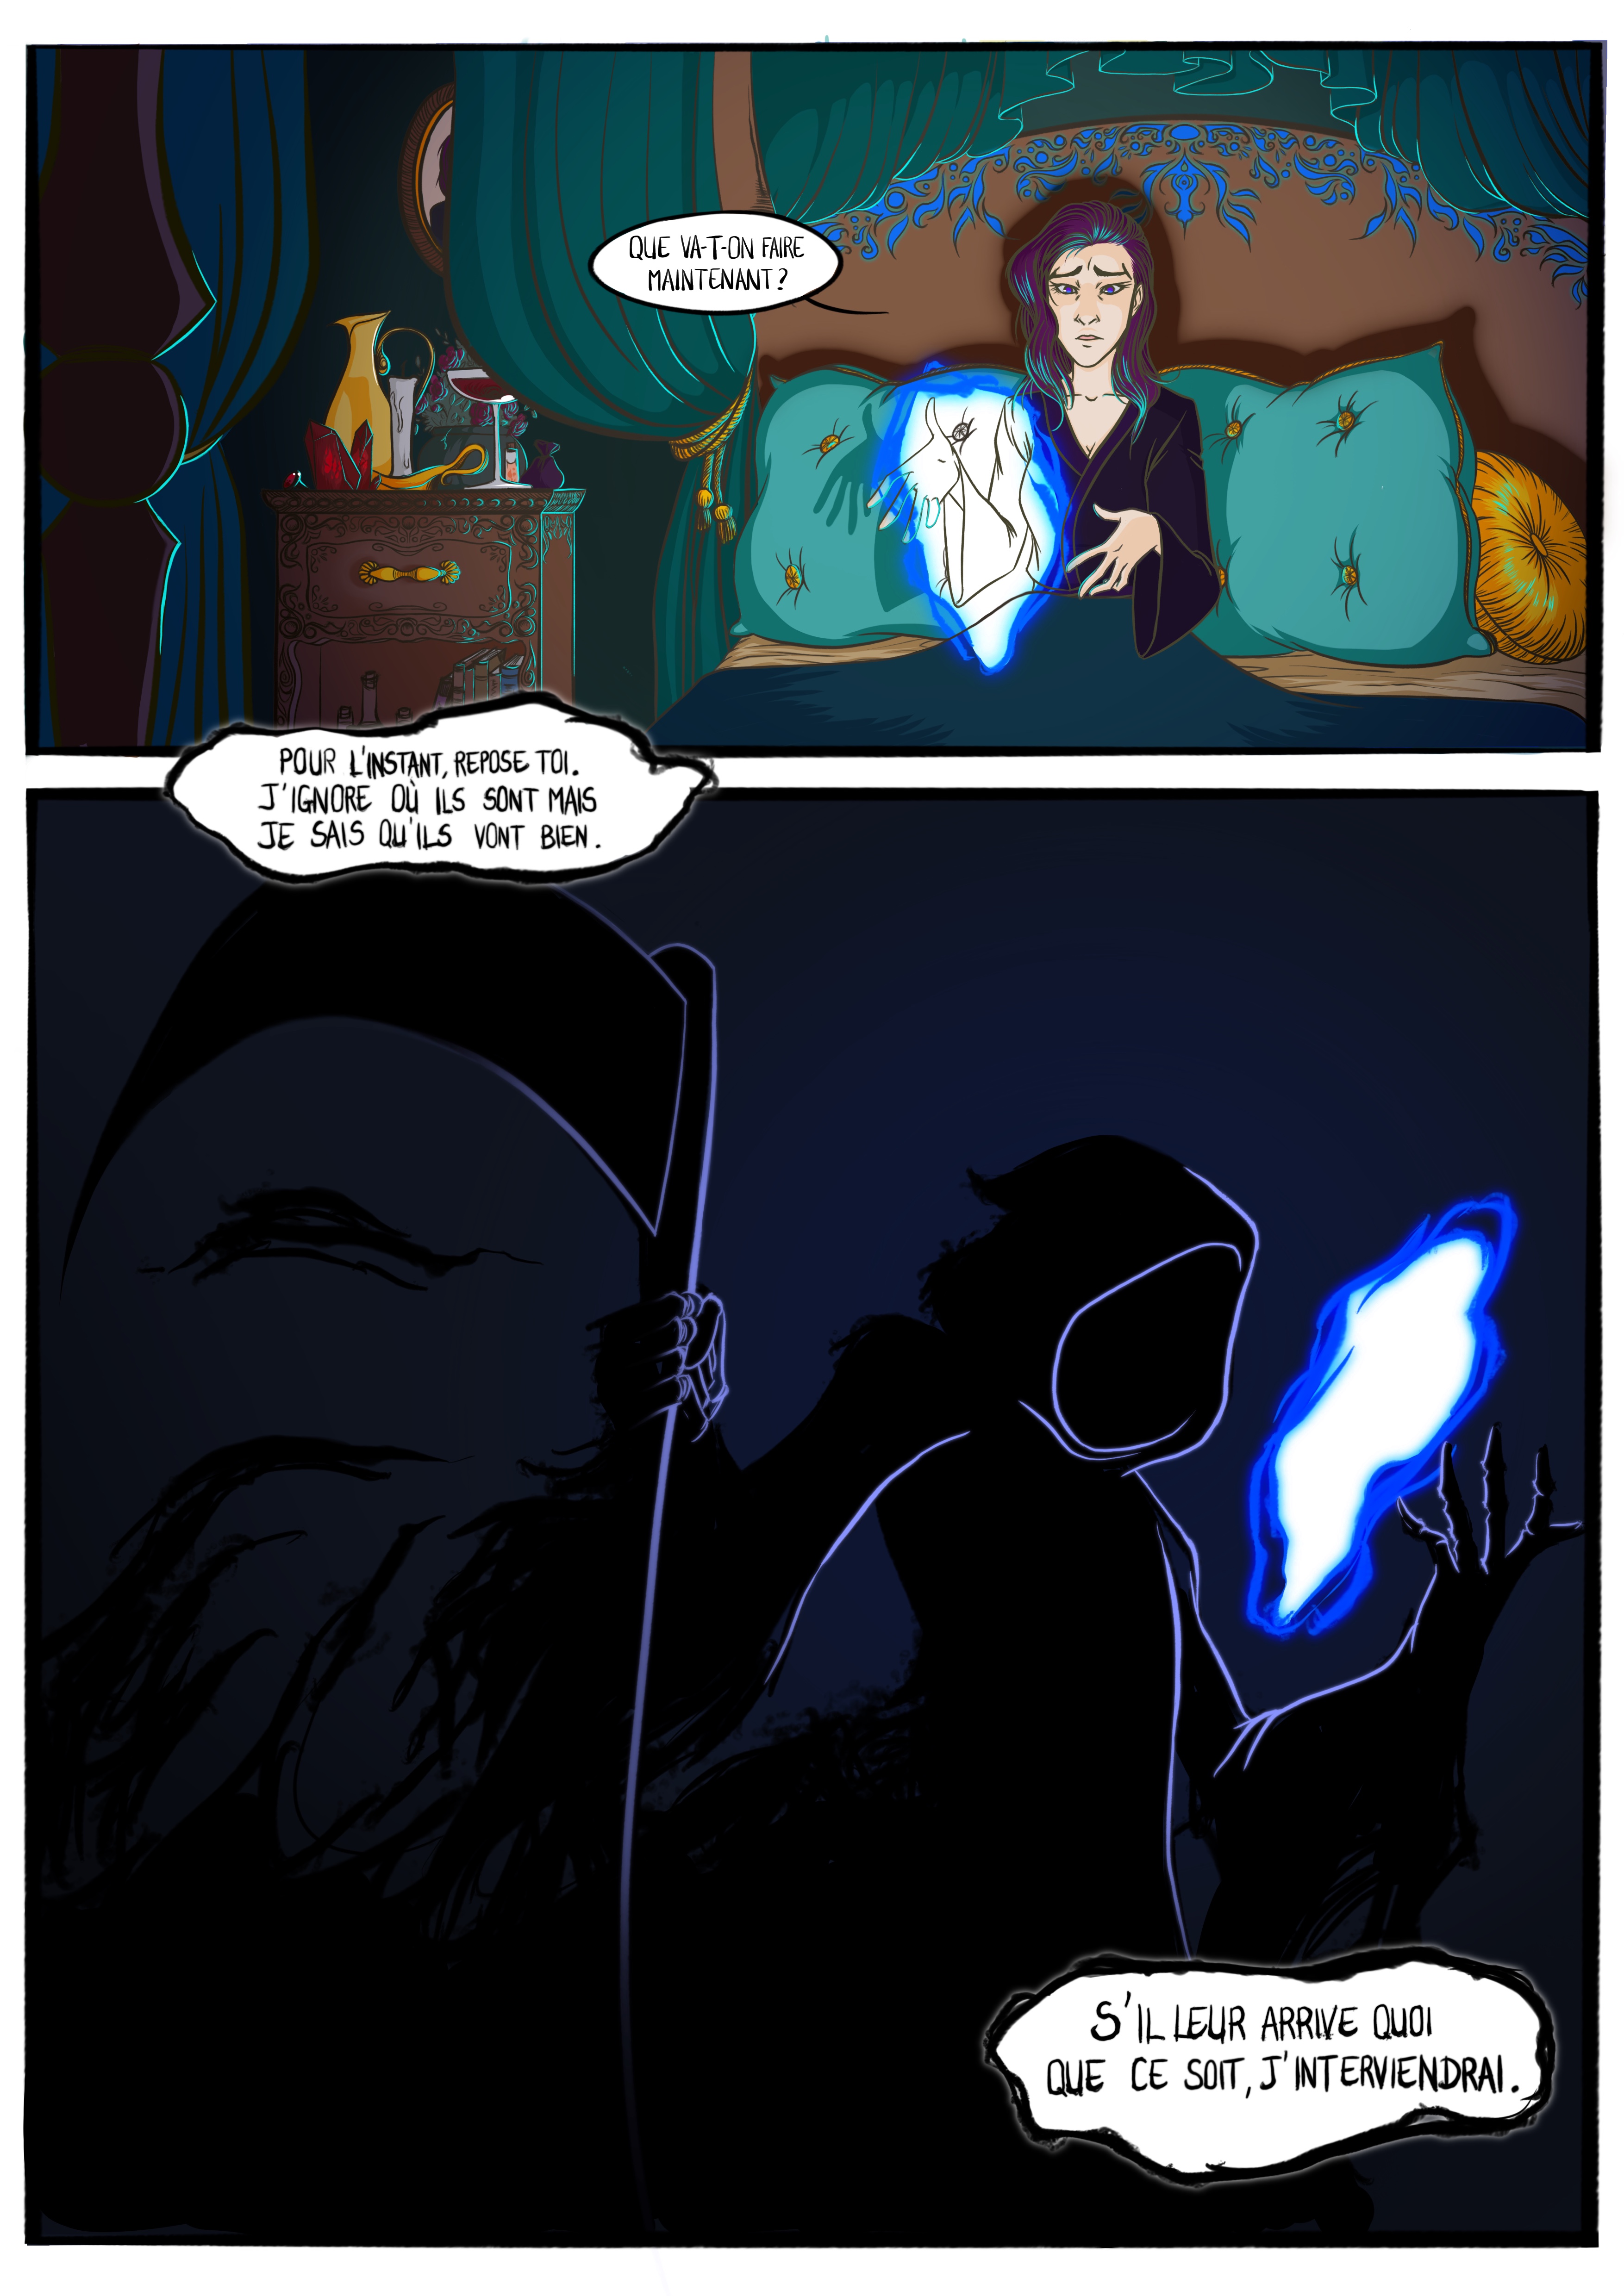 QUE VA-T-ON FAIRE
MAINTENANT ?
POUR L'INSTANT, REPOSE TOI.
J'IGNORE OÙ ILS SONT MAIS
JE SAIS QU'ILS VONT BIEN.
S'IL LEUR ARRIVE QUOI
QUE CE SOIT, J'INTERVIENDRAI.